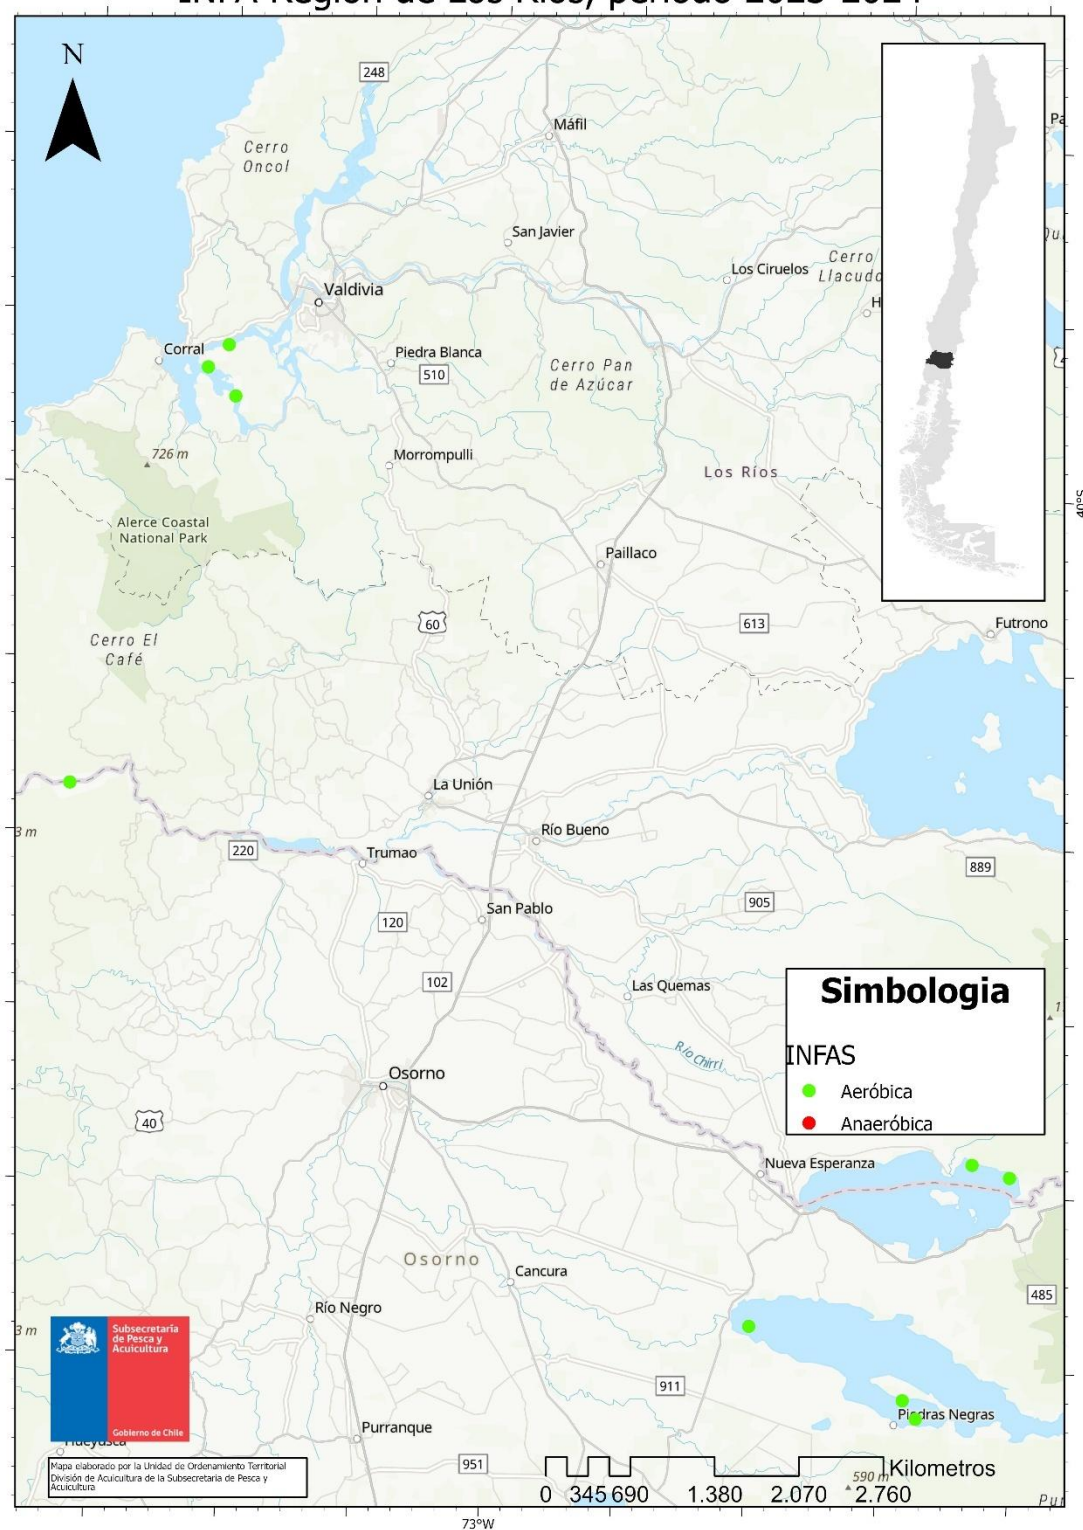 INFA Región de Los Ríos, período 2023-2024
N
248
Máfil
Cerro
Oncol
San Javier
Los Ciruelos
Cerro
Valdivia
Corral
Piedra Blanca
510
Cerro Pan
de Azúcar
726 m
Morrompulli
Los Ríos
40°S
Alerce Coastal
National Park
Paillaco
60
613
Futrono
Cerro El
Café
La Unión
3 m
220
Río Bueno
Trumao
889
905
120
San Pablo
102
Las Quemas
Río Chirri
Simbologia
INFAS
Aeróbica
Anaeróbica
Osorno
40
Nueva Esperanza
Osorno
Cancura
485
Río Negro
3 m
Subsecretaría
de Pesca y
Acuicultura
Gobierno de Chile
911
Piedras Negras
Purranque
951
Mapa elaborado por la Unidad de Ordenamiento Territorial
División de Acuicultura de la Subsecretaria de Pesca y
Acuicultura
Kilometros
0 345 690 1.380 2.070 2.760
590 m
73°W